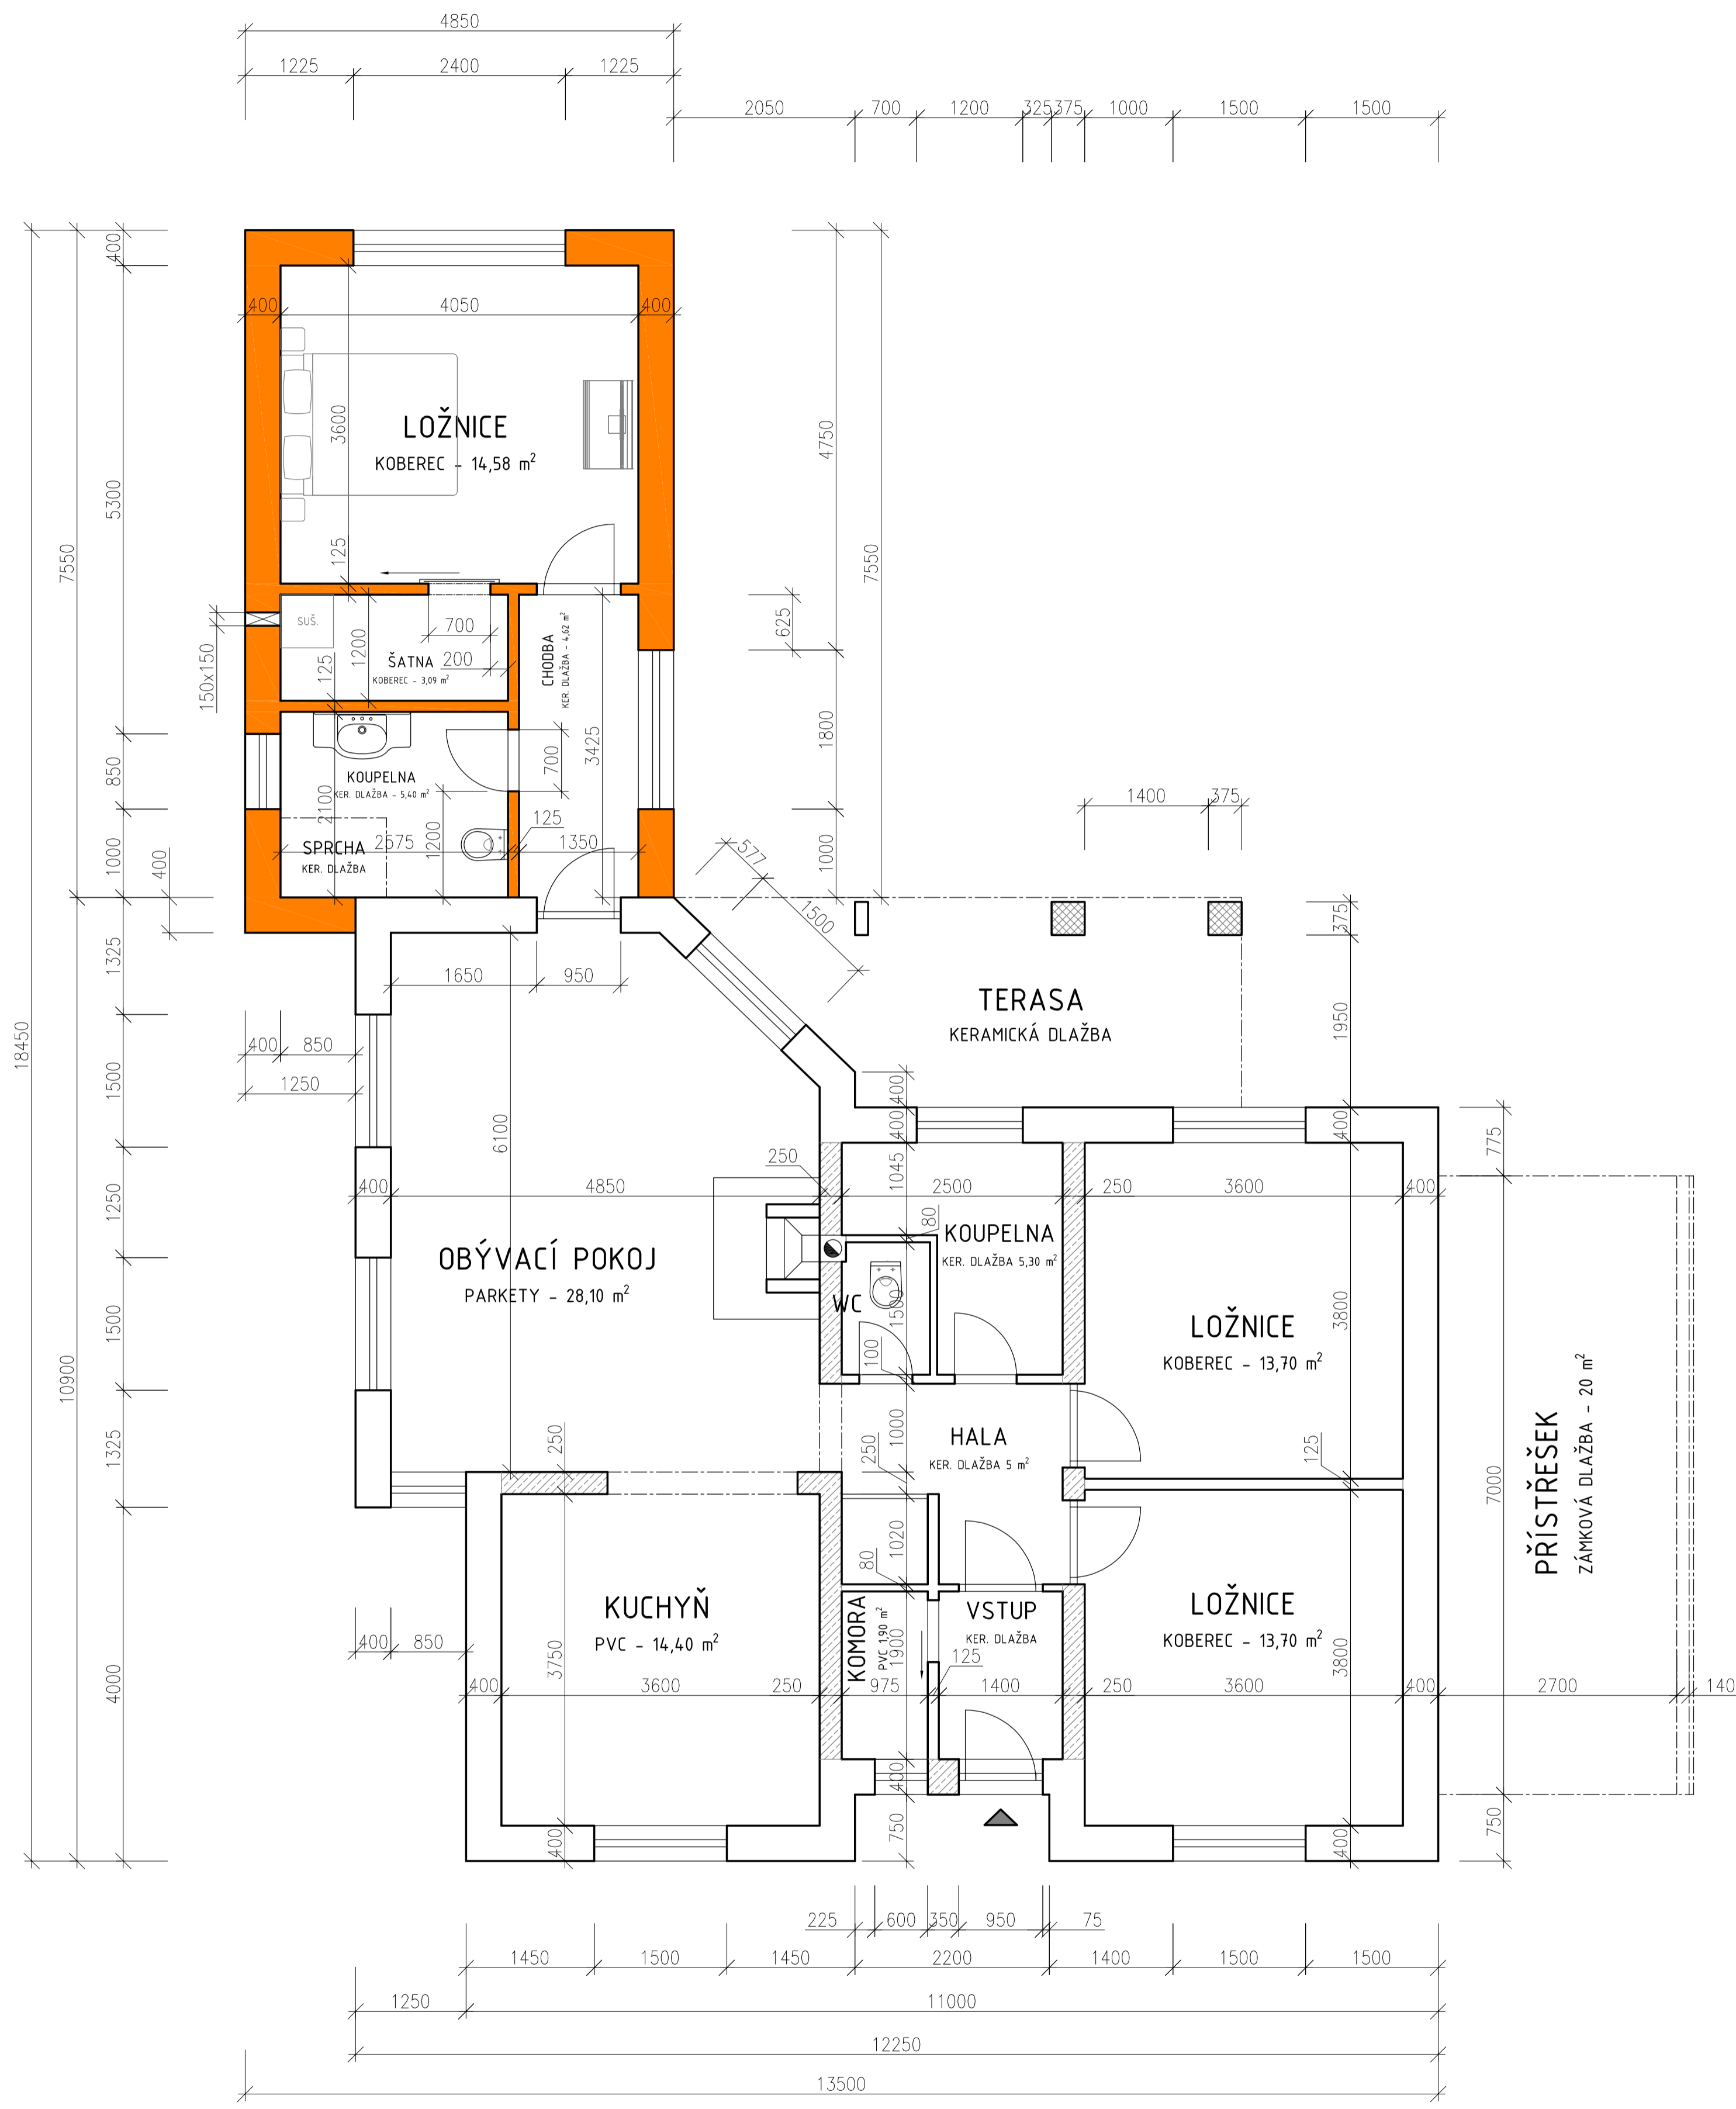 4850
1225 2400 1225
2050 700 1200 325 375 1000 1500 1500
400
400 4050 400
3600
LOŽNICE
KOBEREC - 14,58 m²
4750
5300
7550
7550
125
SUŠ.
700
625
1200
ŠATNA
200
KOBEREC - 3,09 m²
CHODBA
KER. DLAŽBA - 4,62 m²
125
150x150
3425
1800
850
KOUPELNA
KER. DLAŽBA - 5,40 m²
700
2100
1200
1400 375
125
SPRCHA
2575
1350
KER. DLAŽBA
1000
400
577
1000
1500
375
1325
1650 950
TERASA
KERAMICKÁ DLAŽBA
1950
18450
400 850
1250
1500
6100
400
400
400
775
250
1045
400 4850 2500 250 3600 400
1250
80
KOUPELNA
KER. DLAŽBA 5,30 m²
OBÝVACÍ POKOJ
PARKETY - 28,10 m²
WC
1500
1500
100
3800
LOŽNICE
KOBEREC - 13,70 m²
10900
1325
250
250
1000
HALA
KER. DLAŽBA 5 m²
125
7000
PŘÍSTŘEŠEK
ZÁMKOVÁ DLAŽBA - 20 m²
1020
80
KUCHYŇ
PVC - 14,40 m²
KOMORA
PVC 1,90 m²
1900
VSTUP
KER. DLAŽBA
LOŽNICE
KOBEREC - 13,70 m²
400 850
3750
125
3800
4000
400 3600 250 975 1400 250 3600 400 2700 140
400
400
750
400
750
225 600 350 950 75
1450 1500 1450 2200 1400 1500 1500
1250 11000
12250
13500